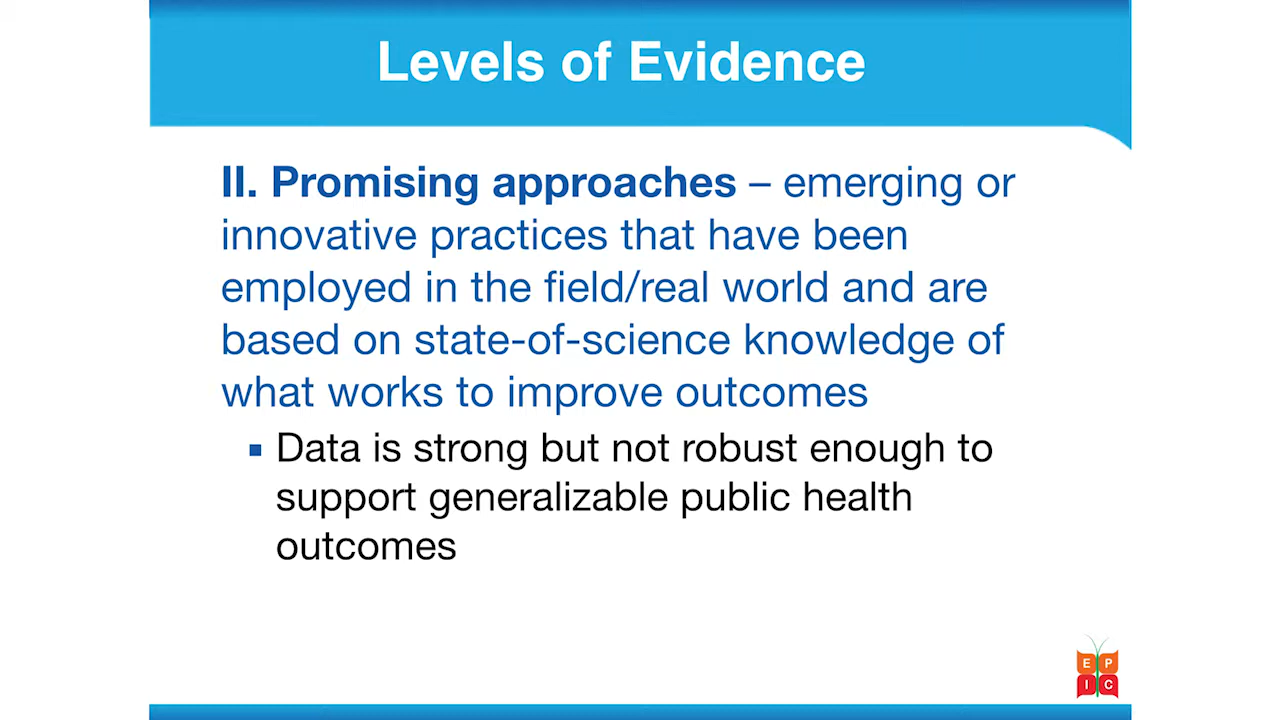 Levels of Evidence
II. Promising approaches – emerging or
innovative practices that have been
employed in the field/real world and are
based on state-of-science knowledge of
what works to improve outcomes
▪ Data is strong but not robust enough to
support generalizable public health
outcomes
E P
I C